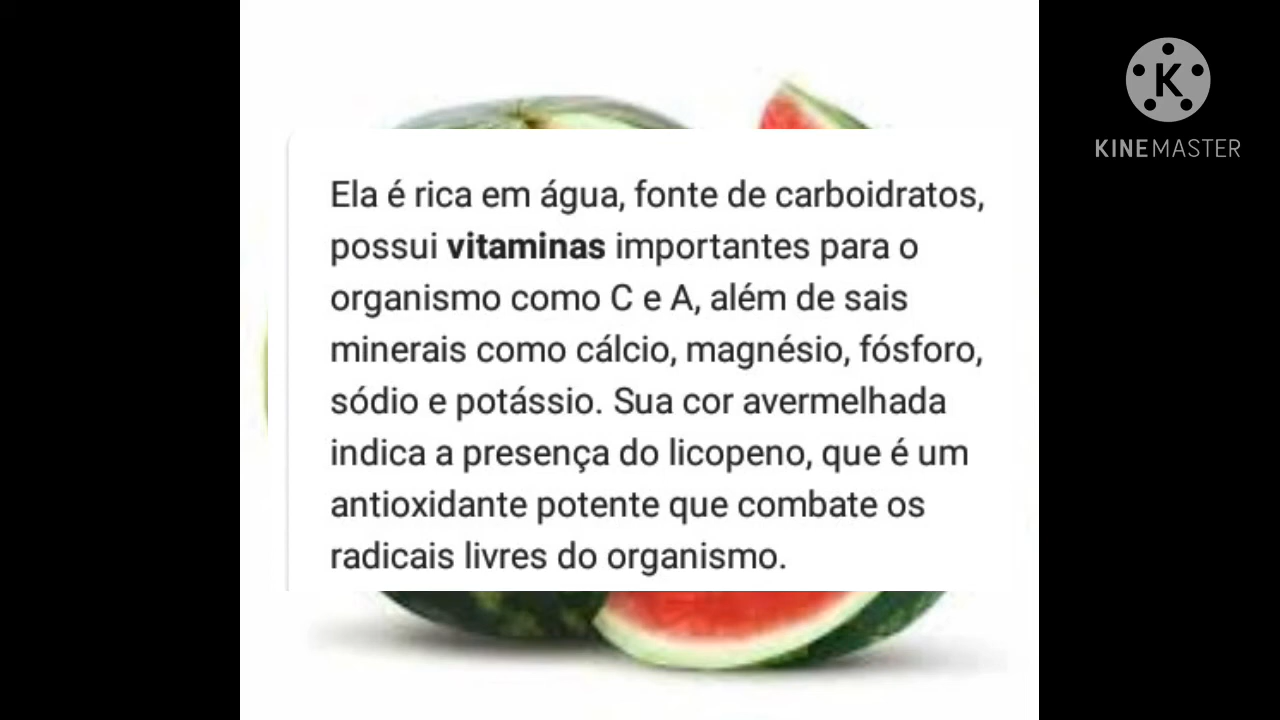 Ela é rica em água, fonte de carboidratos,
possui vitaminas importantes para o
organismo como C e A, além de sais
minerais como cálcio, magnésio, fósforo,
sódio e potássio. Sua cor avermelhada
indica a presença do licopeno, que é um
antioxidante potente que combate os
radicais livres do organismo.
K
KINEMASTER